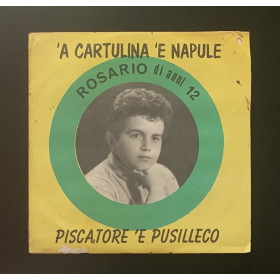 'A CARTULINA 'E NAPULE
ROSARIO di anni 12
PISCATORE 'E PUSILLECO